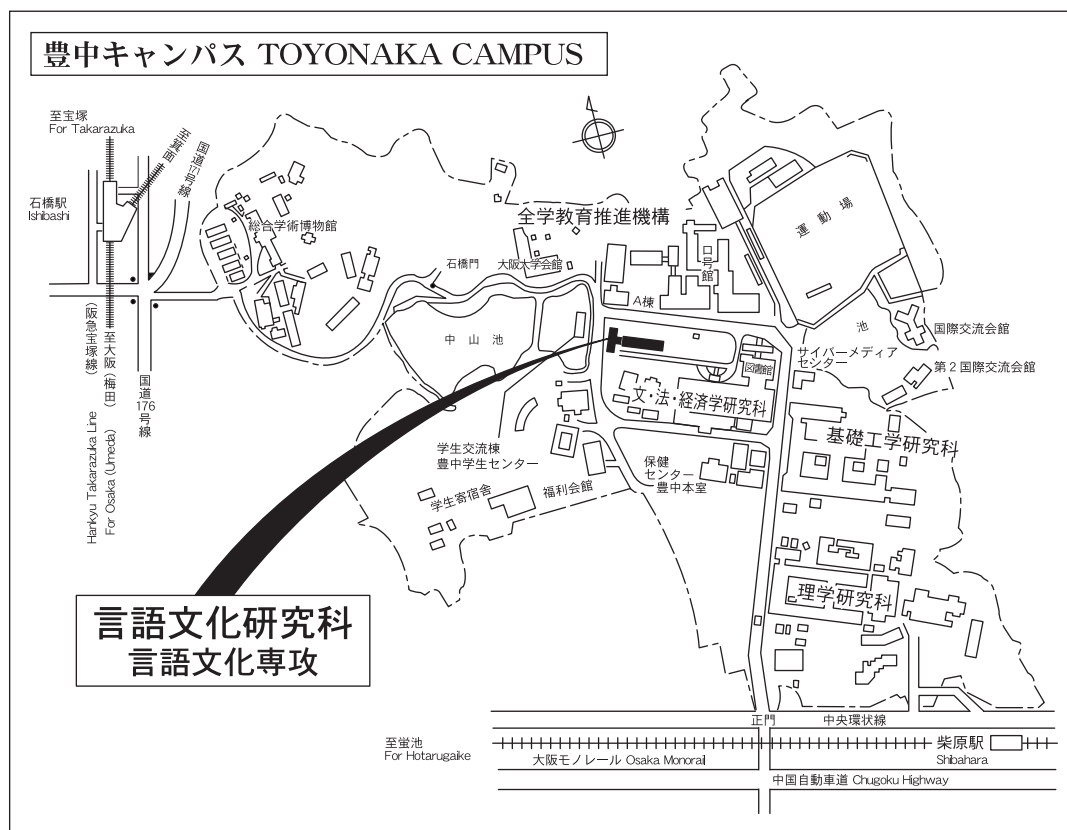 豊中キャンパス TOYONAKA CAMPUS
至宝塚
For Takarazuka
至箕面
国道171号線
石橋駅
Ishibashi
総合学術博物館
全学教育推進機構
石橋門
大阪大学会館
ロ号館
A棟
運動場
池
国際交流会館
サイバーメディア
センター
第2国際交流会館
中山池
図書館
文・法・経済学研究科
基礎工学研究科
(阪急宝塚線)
至大阪(梅田)
国道176号線
Hankyu Takarazuka Line
For Osaka (Umeda)
学生交流棟
豊中学生センター
保健
センター
豊中本室
学生寄宿舎
福利会館
理学研究科
言語文化研究科
言語文化専攻
正門
中央環状線
至蛍池
For Hotarugaike
柴原駅
Shibahara
大阪モノレール Osaka Monorail
中国自動車道 Chugoku Highway